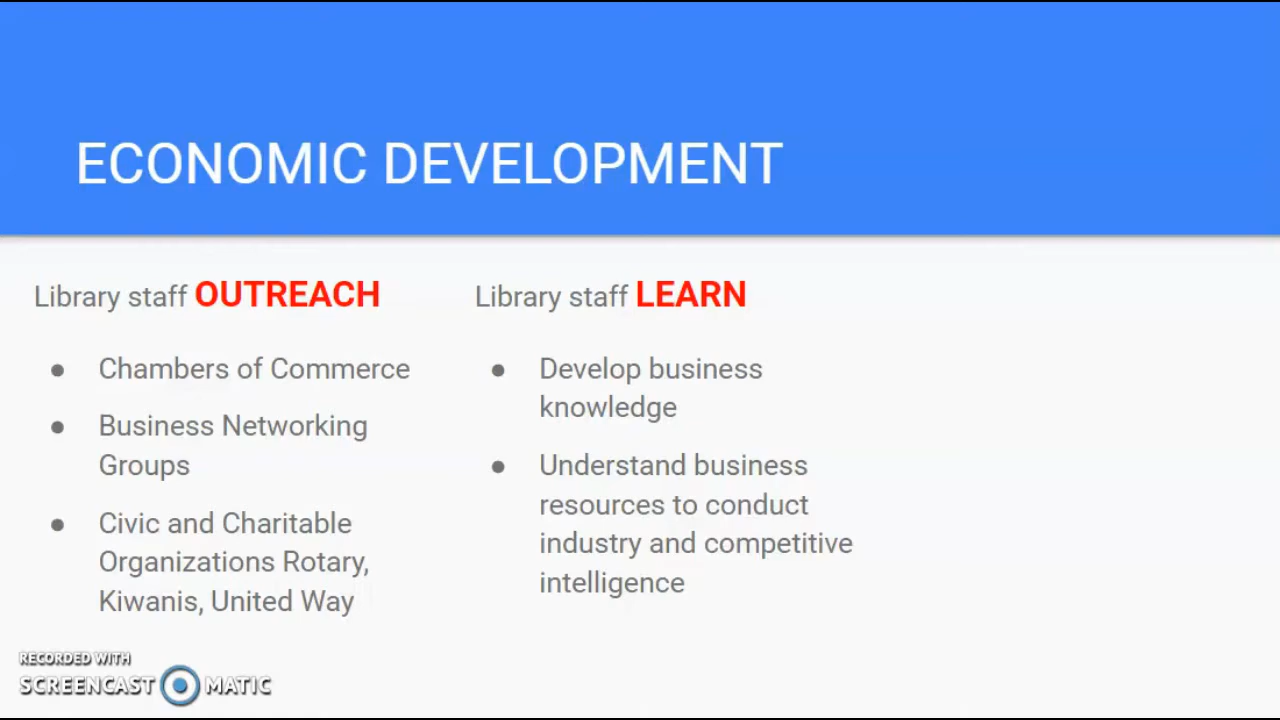 ECONOMIC DEVELOPMENT
Library staff OUTREACH
● Chambers of Commerce
● Business Networking
Groups
● Civic and Charitable
Organizations Rotary,
Kiwanis, United Way
Library staff LEARN
● Develop business
knowledge
● Understand business
resources to conduct
industry and competitive
intelligence
RECORDED WITH
SCREENCAST MATIC